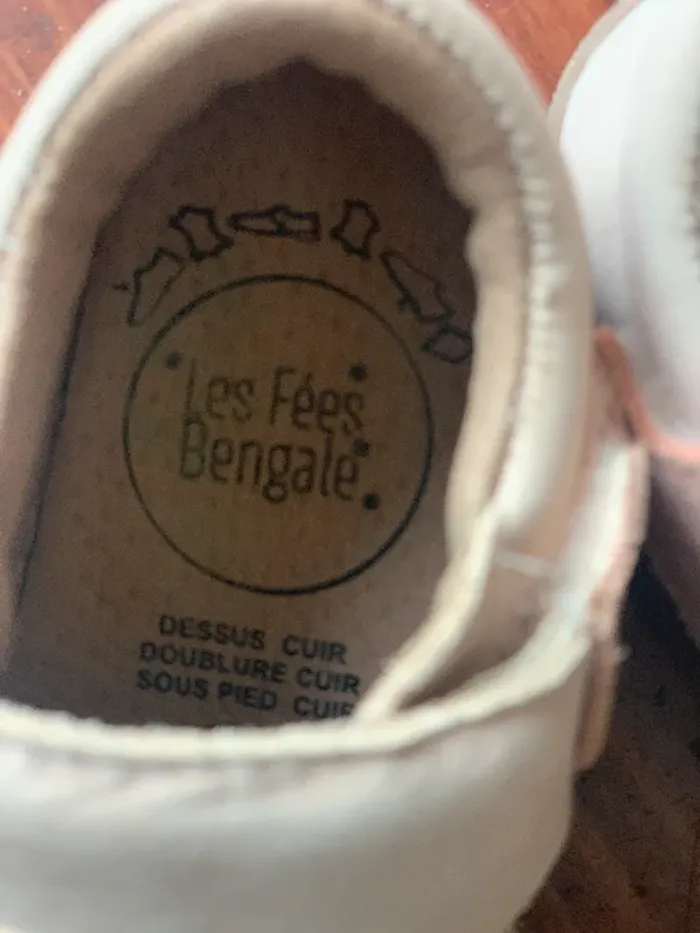 Les Fées
Bengale
DESSUS CUIR
DOUBLURE CUIR
SOUS PIED CUIR